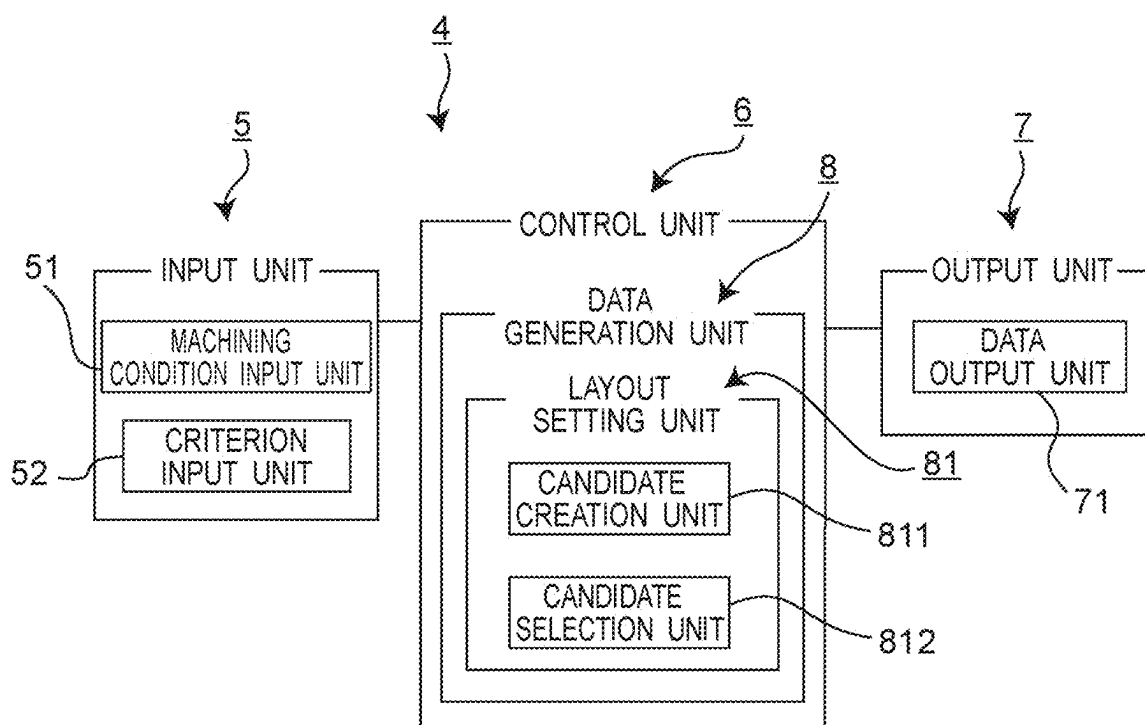 4
5
6
7
8
INPUT UNIT
51
MACHINING
CONDITION INPUT UNIT
52
CRITERION
INPUT UNIT
CONTROL UNIT
DATA
GENERATION UNIT
LAYOUT
SETTING UNIT
81
CANDIDATE
CREATION UNIT
811
CANDIDATE
SELECTION UNIT
812
OUTPUT UNIT
DATA
OUTPUT UNIT
71